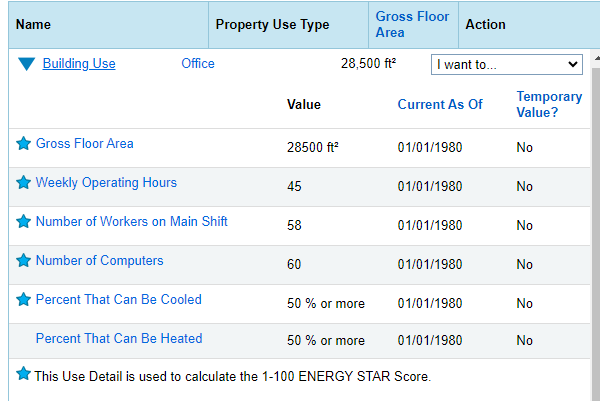 Name Property Use Type Gross Floor Area Action
Building Use Office 28,500 ft² I want to...
Value Current As Of Temporary Value?
Gross Floor Area 28500 ft² 01/01/1980 No
Weekly Operating Hours 45 01/01/1980 No
Number of Workers on Main Shift 58 01/01/1980 No
Number of Computers 60 01/01/1980 No
Percent That Can Be Cooled 50 % or more 01/01/1980 No
Percent That Can Be Heated 50 % or more 01/01/1980 No
This Use Detail is used to calculate the 1-100 ENERGY STAR Score.